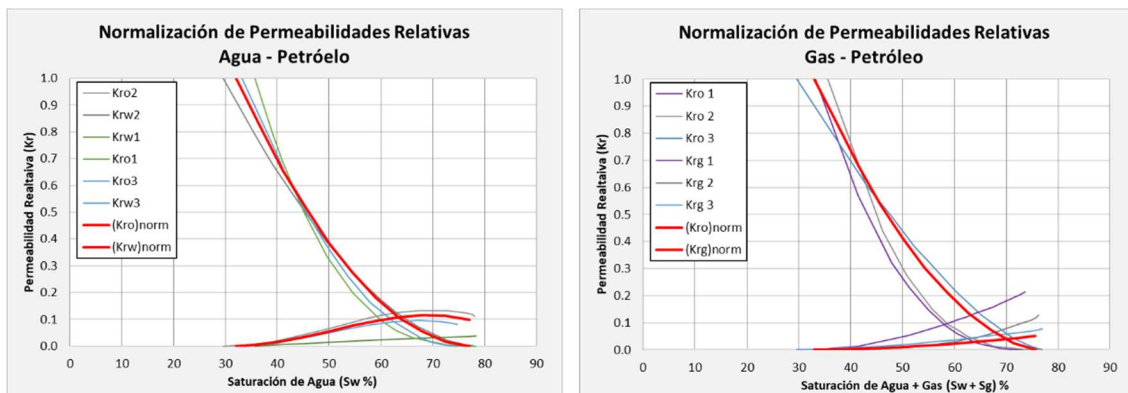 Normalización de Permeabilidades Relativas
Agua - Petróelo
Permeabilidad Realtaiva (Kr)
1.0
0.9
0.8
0.7
0.6
0.5
0.4
0.3
0.2
0.1
0.0
Kro2
Krw2
Krw1
Kro1
Kro3
Krw3
(Kro)norm
(Krw)norm
0 10 20 30 40 50 60 70 80 90
Saturación de Agua (Sw %)
Normalización de Permeabilidades Relativas
Gas - Petróleo
Permeabilidad Realtaiva (Kr)
1.0
0.9
0.8
0.7
0.6
0.5
0.4
0.3
0.2
0.1
0.0
Kro 1
Kro 2
Kro 3
Krg 1
Krg 2
Krg 3
(Kro)norm
(Krg)norm
0 10 20 30 40 50 60 70 80 90
Saturación de Agua + Gas (Sw + Sg) %